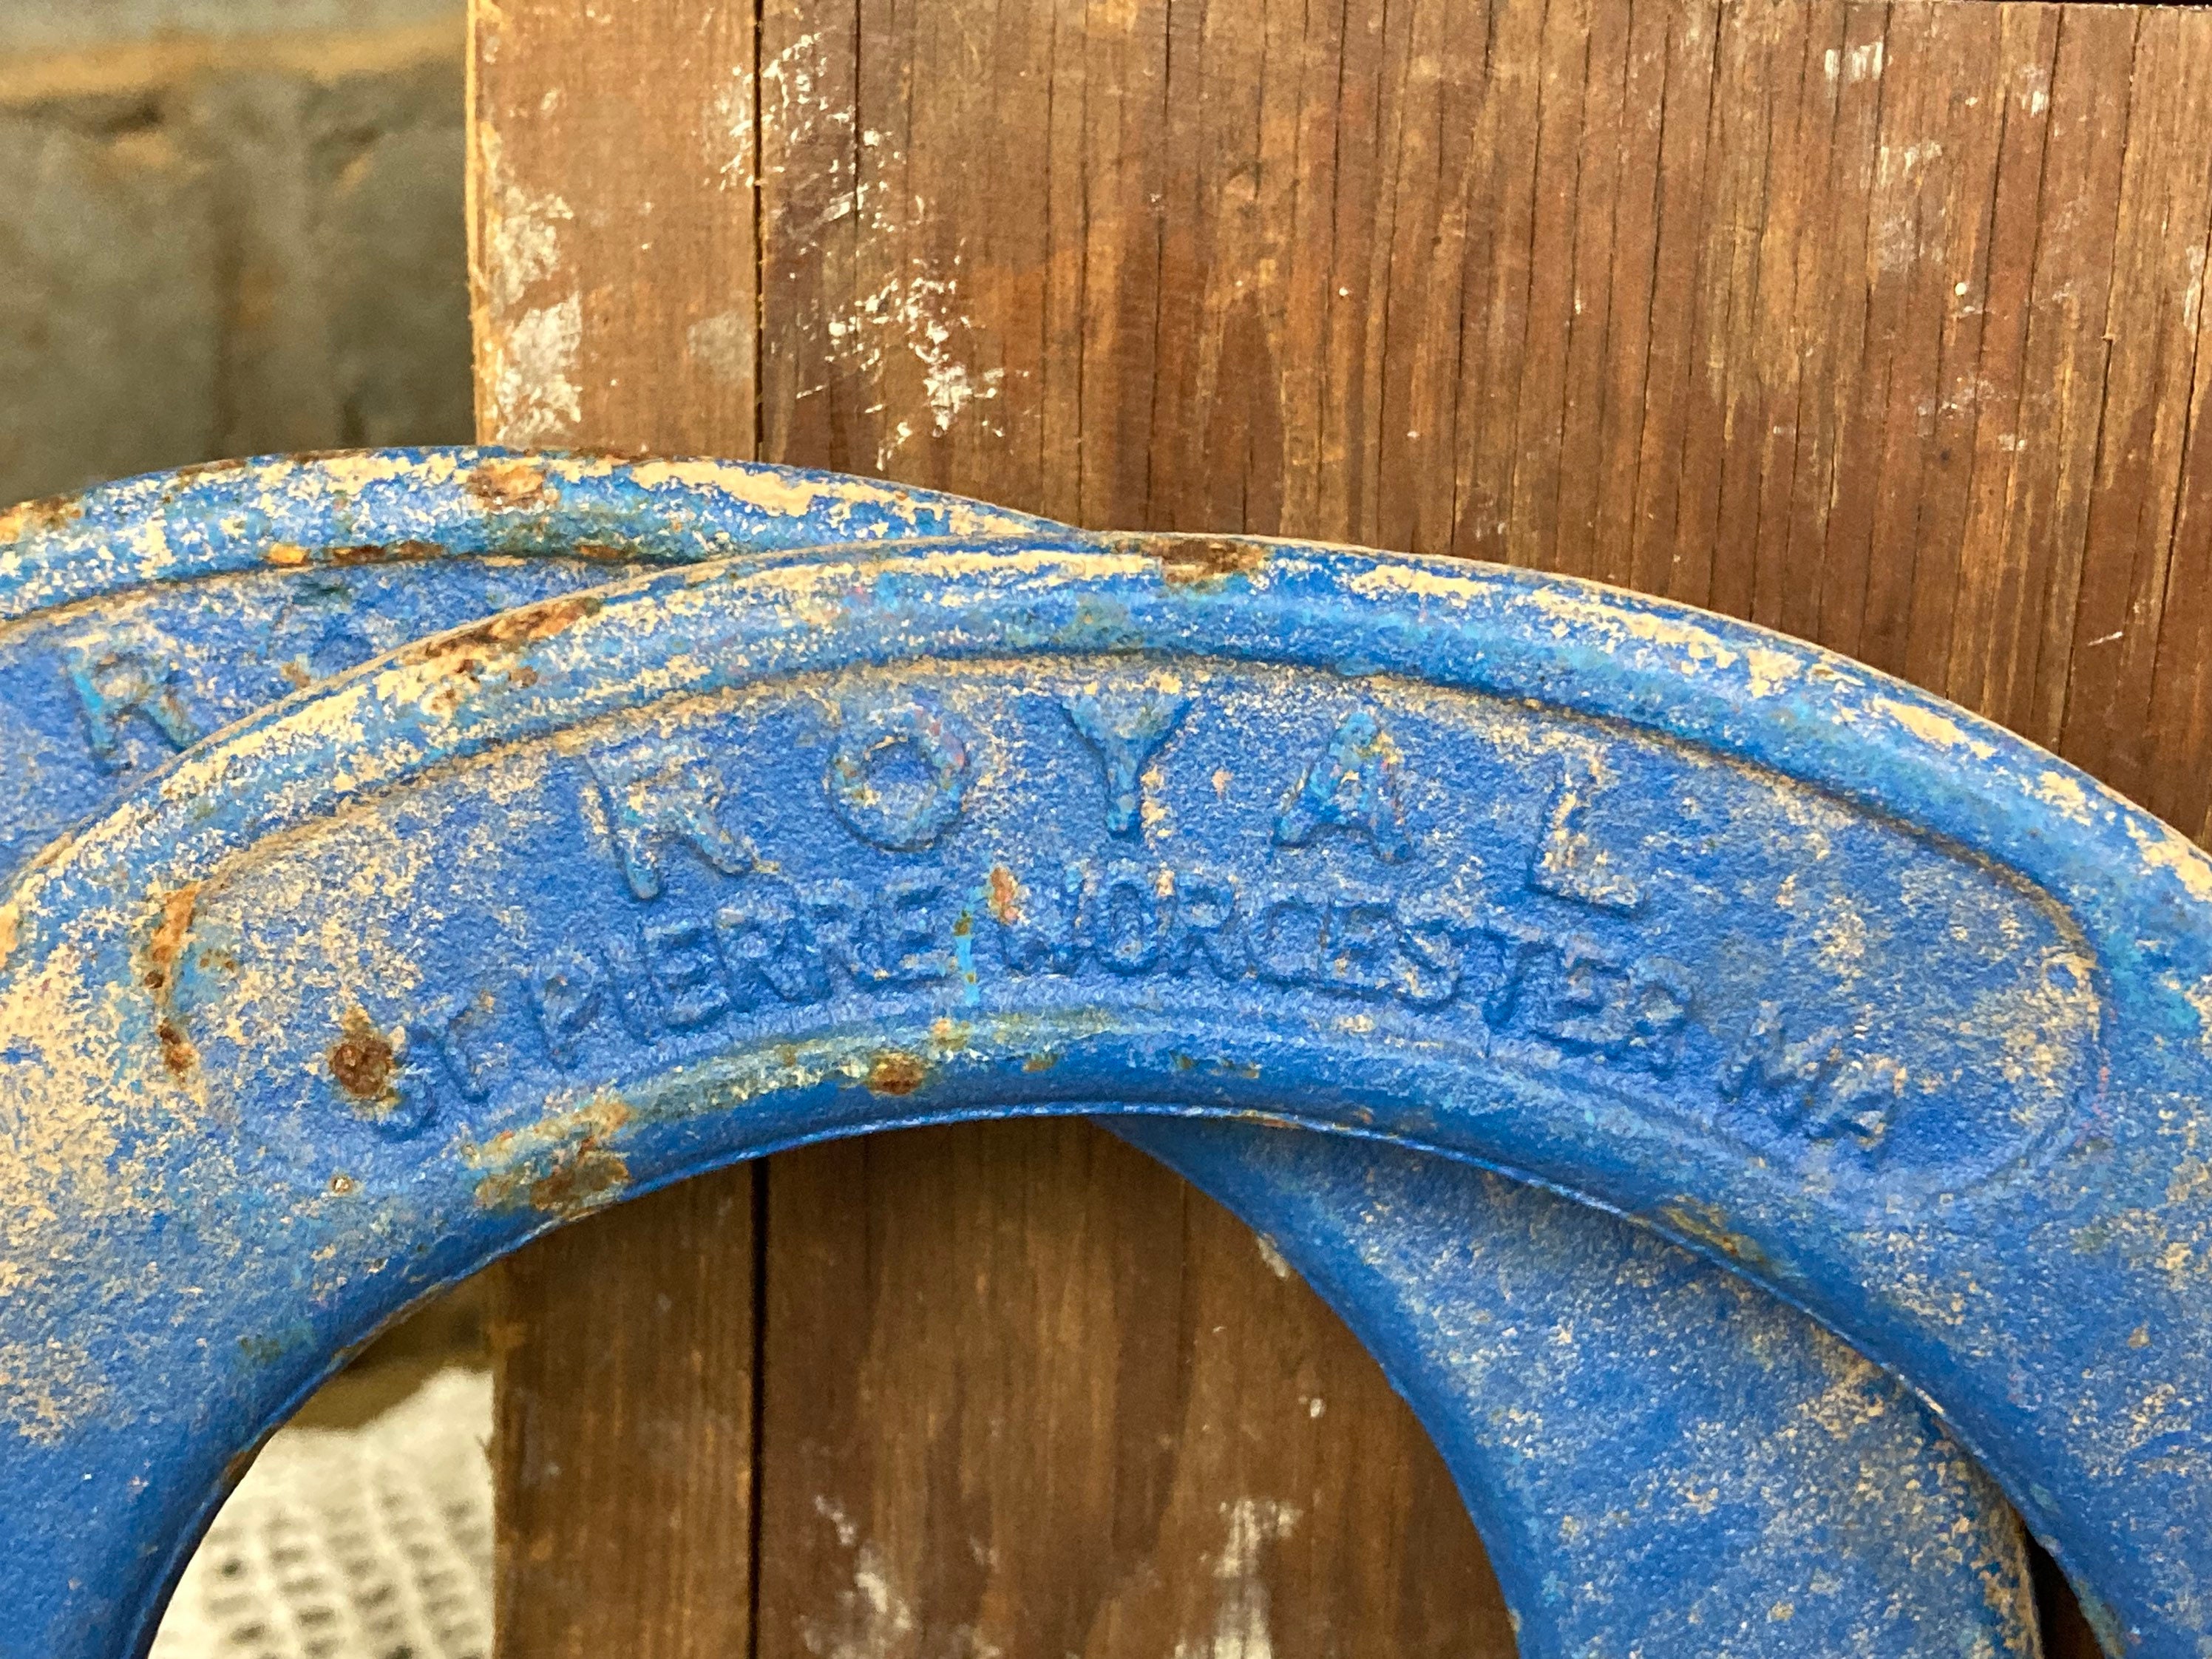 R O
ROYAL
ST. PIERRE WORCESTER, MA